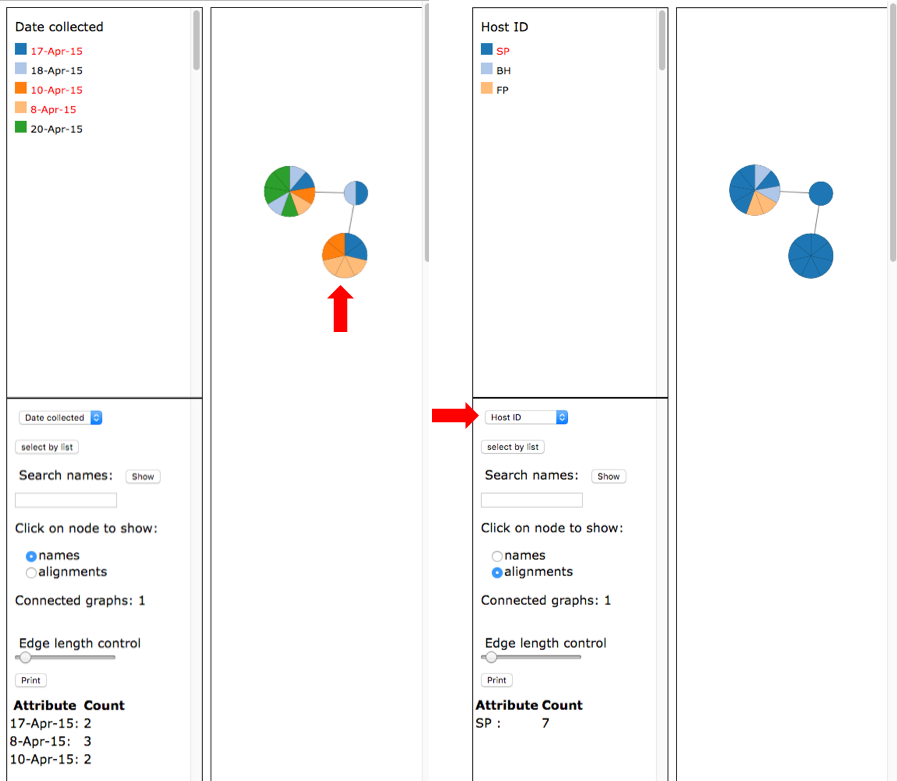 Date collected
17-Apr-15
18-Apr-15
10-Apr-15
8-Apr-15
20-Apr-15
Date collected
select by list
Search names: Show
Click on node to show:
names
alignments
Connected graphs: 1
Edge length control
Print
Attribute Count
17-Apr-15: 2
8-Apr-15: 3
10-Apr-15: 2
Host ID
SP
BH
FP
Host ID
select by list
Search names: Show
Click on node to show:
names
alignments
Connected graphs: 1
Edge length control
Print
Attribute Count
SP : 7